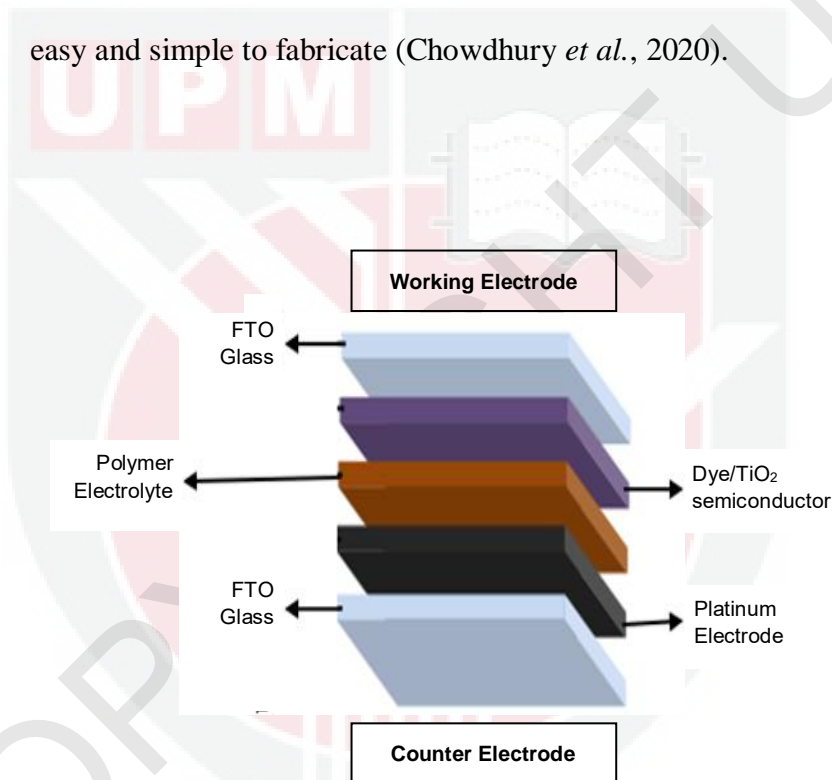 easy and simple to fabricate (Chowdhury et al., 2020).
UPM
Working Electrode
FTO
Glass
Polymer
Electrolyte
Dye/TiO₂
semiconductor
FTO
Glass
Platinum
Electrode
Counter Electrode